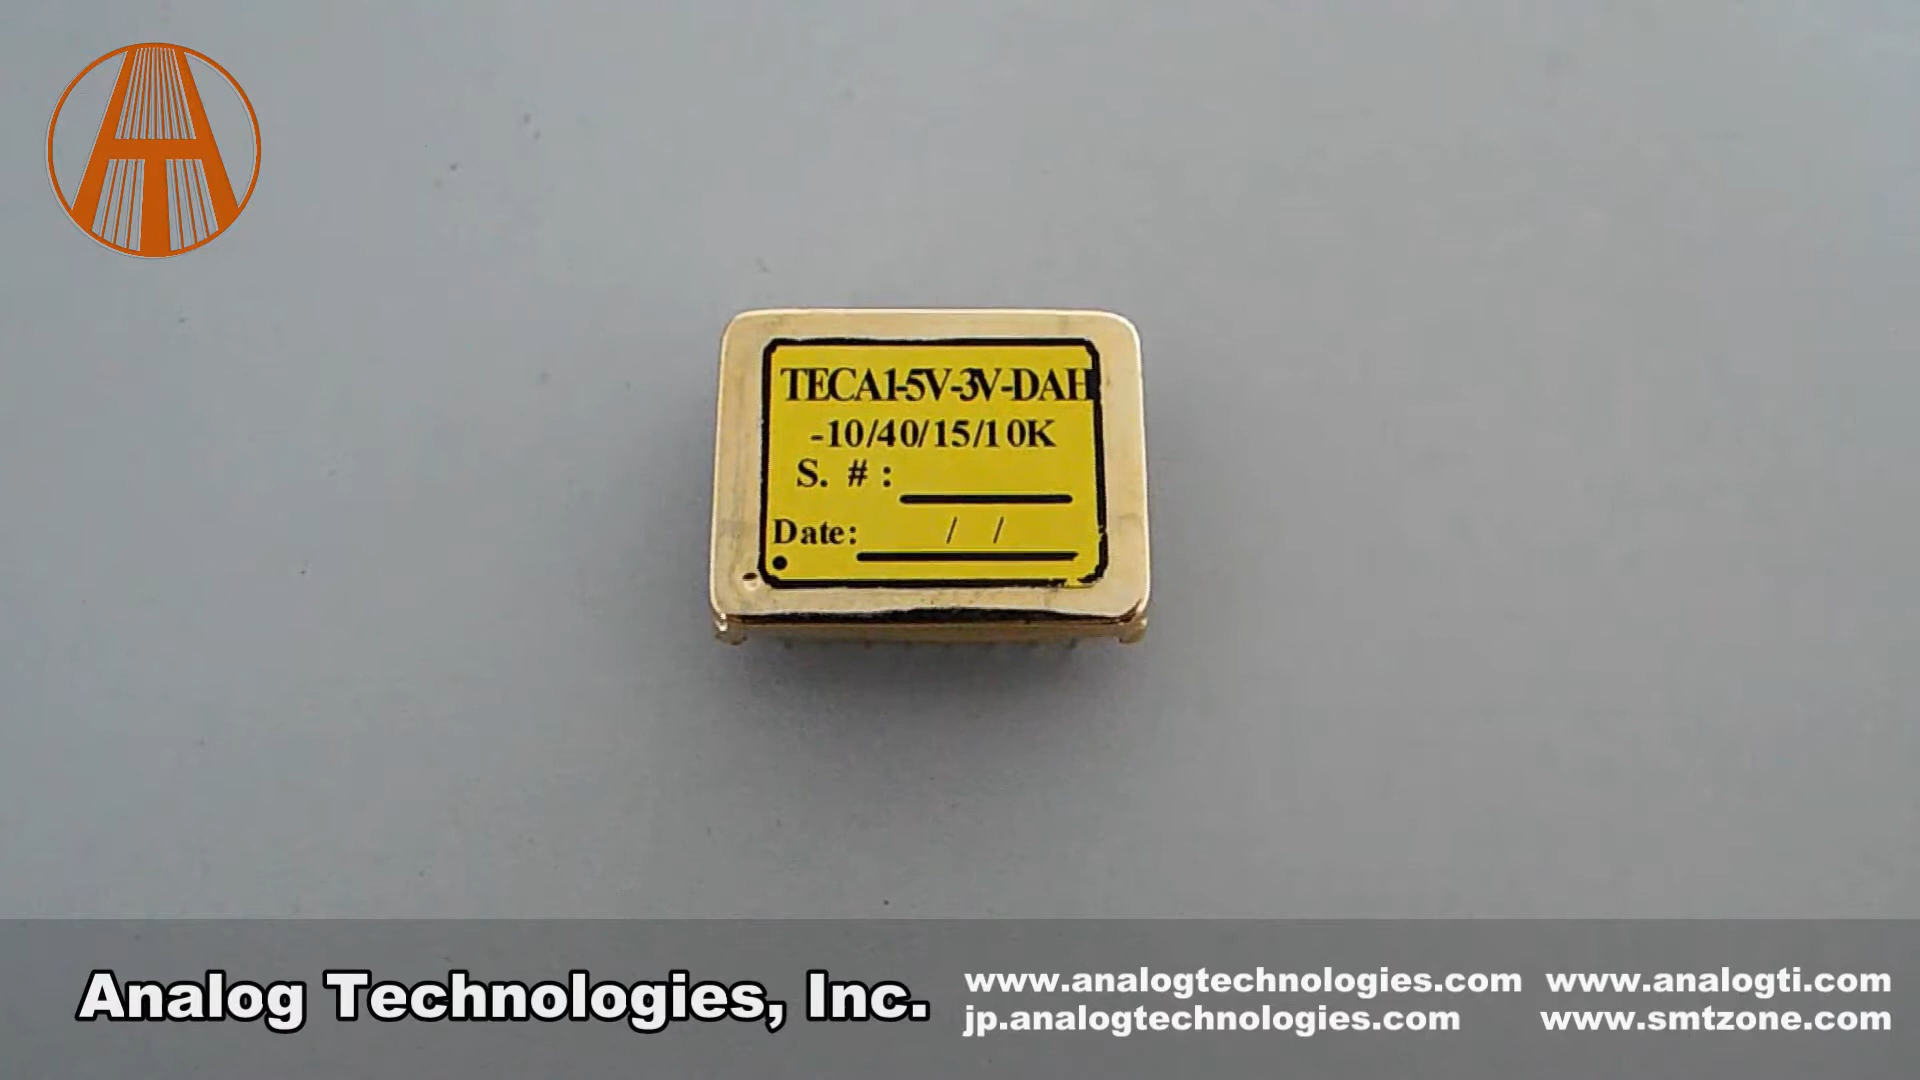 TECA1-5V-3V-DAH
-10/40/15/10K
S. # :
Date: / /
Analog Technologies, Inc.
www.analogtechnologies.com www.analogti.com
jp.analogtechnologies.com www.smtzone.com